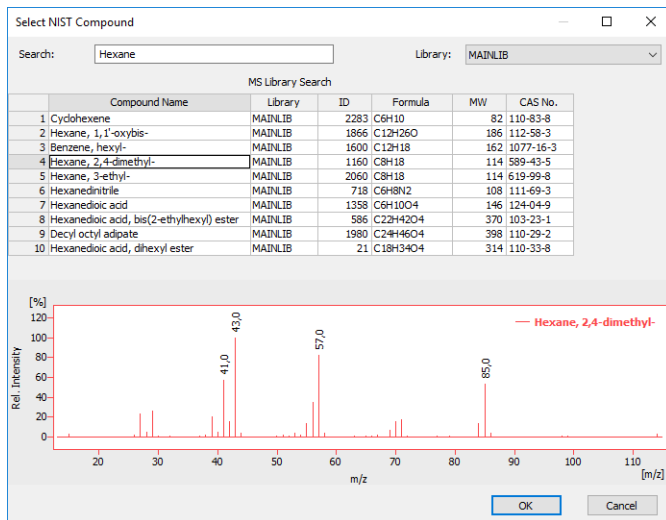 Select NIST Compound
Search: Hexane Library: MAINLIB
MS Library Search
Compound Name Library ID Formula MW CAS No.
1 Cyclohexene MAINLIB 2283 C6H10 82 110-83-8
2 Hexane, 1,1'-oxybis- MAINLIB 1866 C12H26O 186 112-58-3
3 Benzene, hexyl- MAINLIB 1600 C12H18 162 1077-16-3
4 Hexane, 2,4-dimethyl- MAINLIB 1160 C8H18 114 589-43-5
5 Hexane, 3-ethyl- MAINLIB 2060 C8H18 114 619-99-8
6 Hexanedinitrile MAINLIB 718 C6H8N2 108 111-69-3
7 Hexanedioic acid MAINLIB 1358 C6H10O4 146 124-04-9
8 Hexanedioic acid, bis(2-ethylhexyl) ester MAINLIB 586 C22H42O4 370 103-23-1
9 Decyl octyl adipate MAINLIB 1980 C24H46O4 398 110-29-2
10 Hexanedioic acid, dihexyl ester MAINLIB 21 C18H34O4 314 110-33-8
[%]
120
100
80
60
40
20
0
Rel. Intensity
41,0
43,0
57,0
85,0
Hexane, 2,4-dimethyl-
20 30 40 50 60 70 80 90 100 110
[m/z]
m/z
OK Cancel